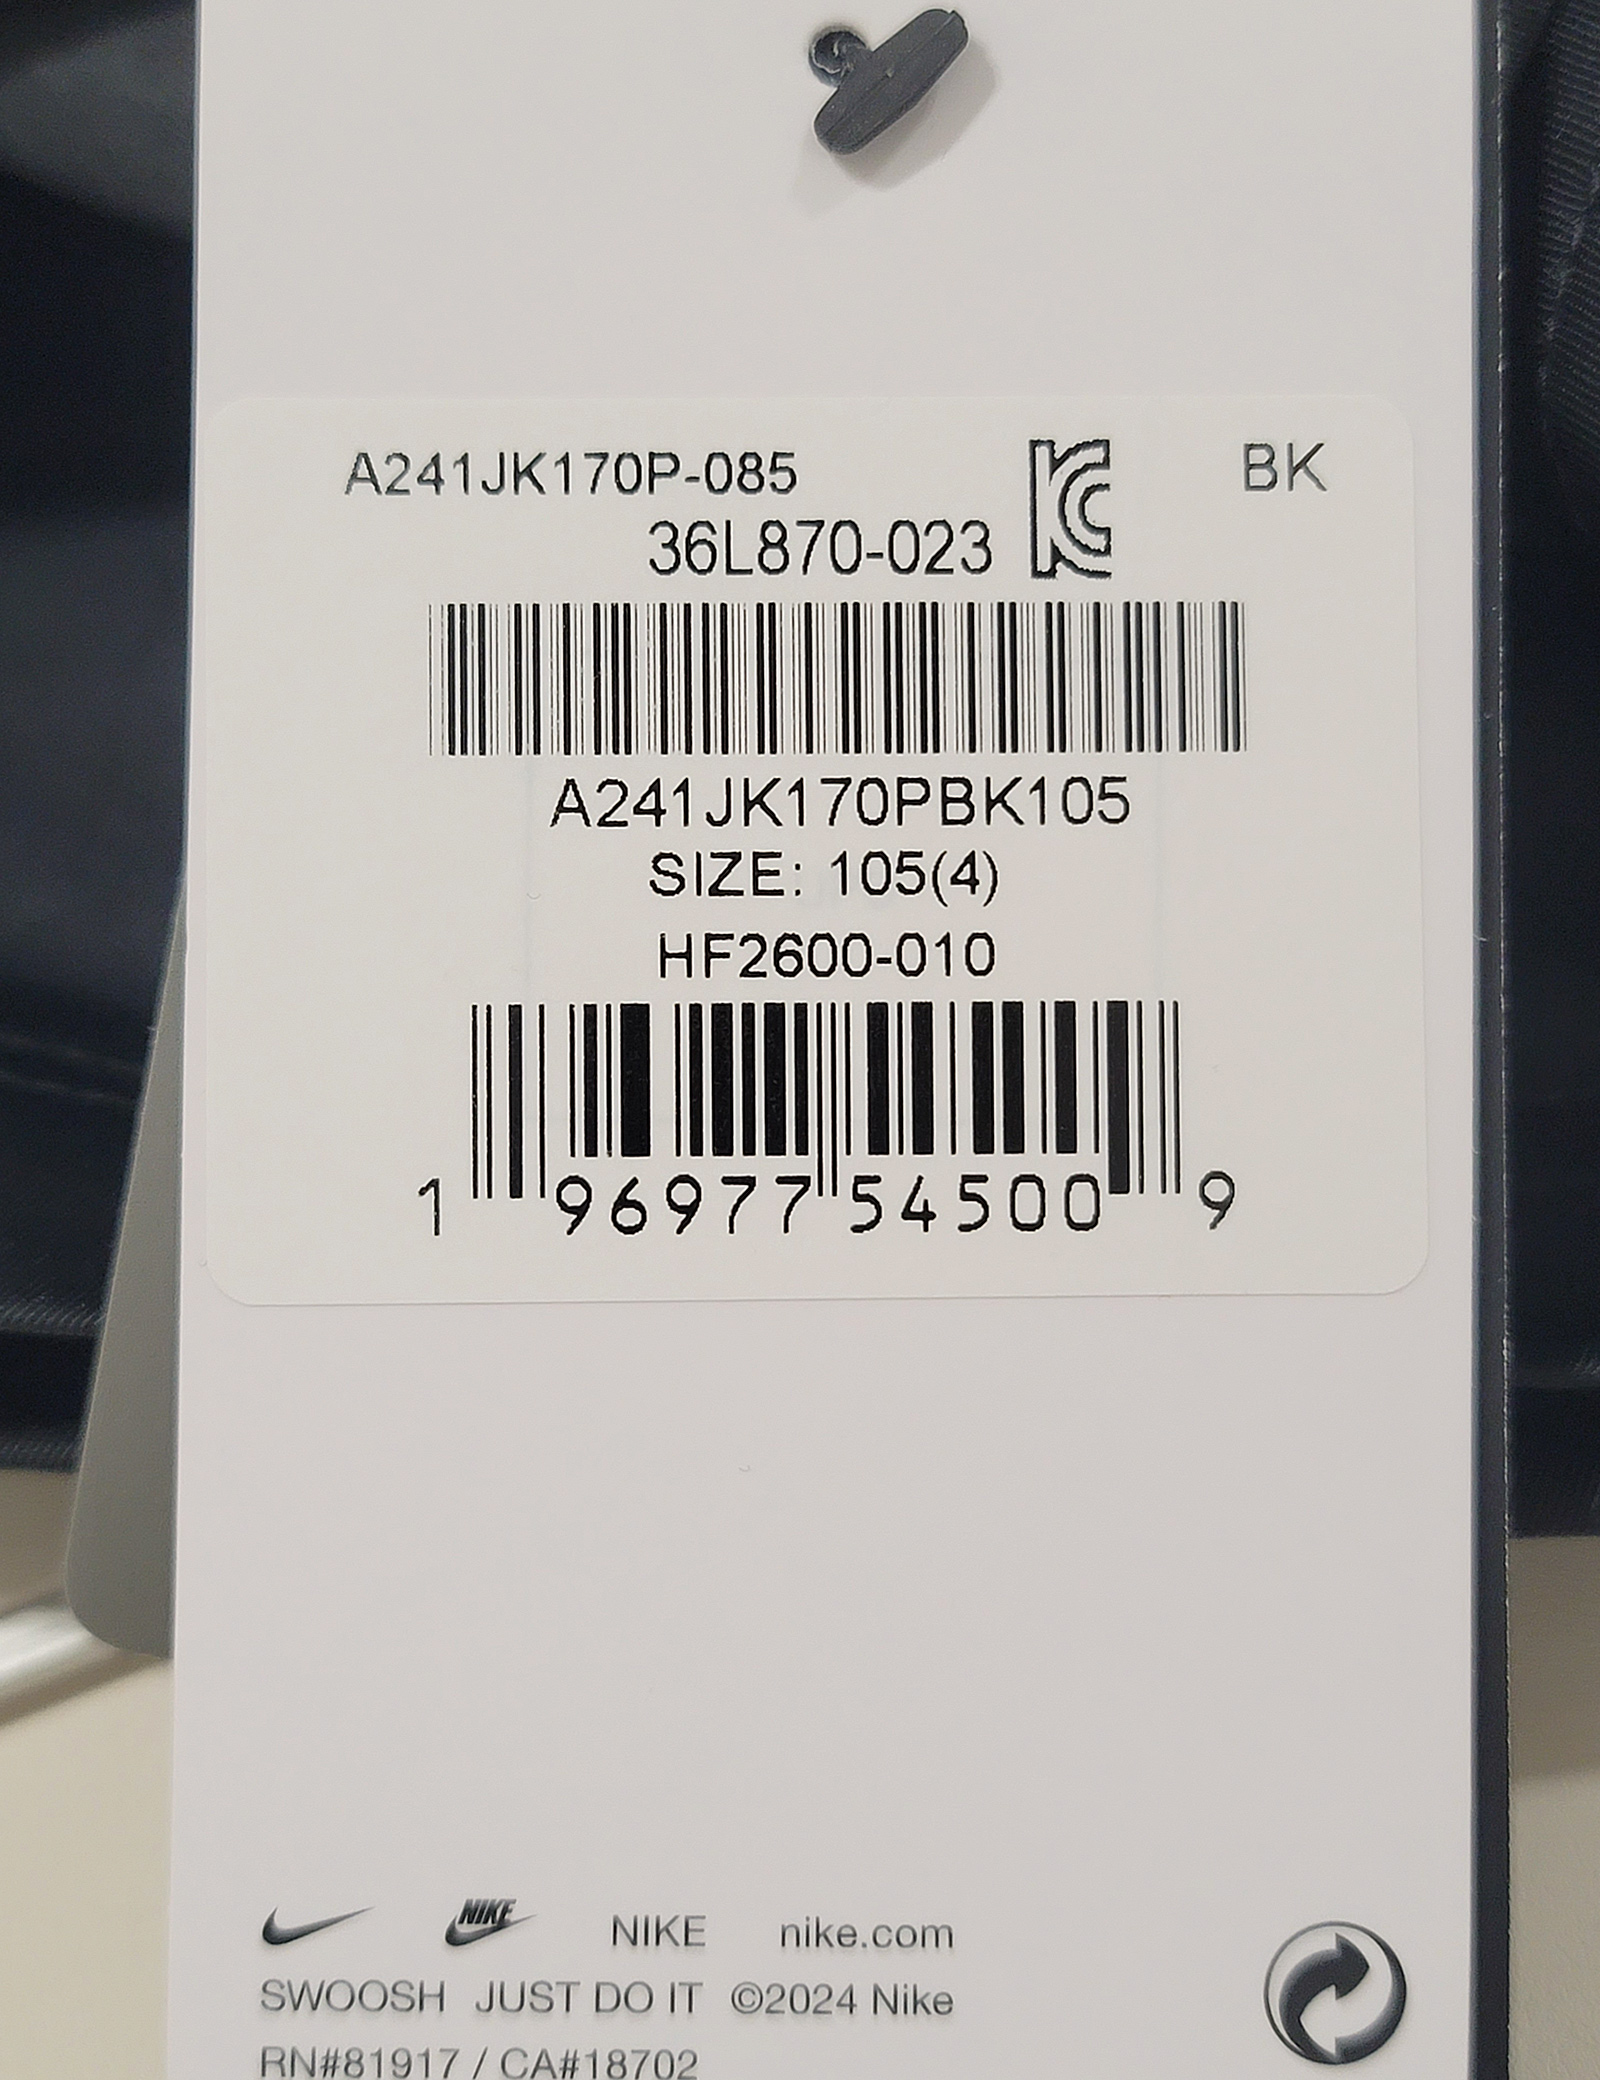 A241JK170P-085 BK
36L870-023
A241JK170PBK105
SIZE: 105(4)
HF2600-010
1 96977 54500 9
NIKE NIKE nike.com
SWOOSH JUST DO IT ©2024 Nike
RN#81917 / CA#18702